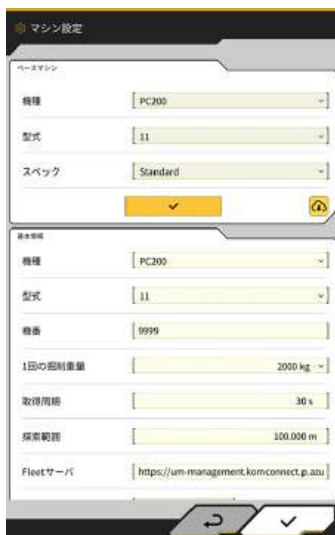 マシン設定
ベースマシン
機種 PC200
型式 11
スペック Standard
基本情報
機種 PC200
型式 11
機番 9999
1回の掘削重量 2000 kg
取得周期 30 s
探索範囲 100.000 m
Fleetサーバ https://um-management.komconnect.p.azu